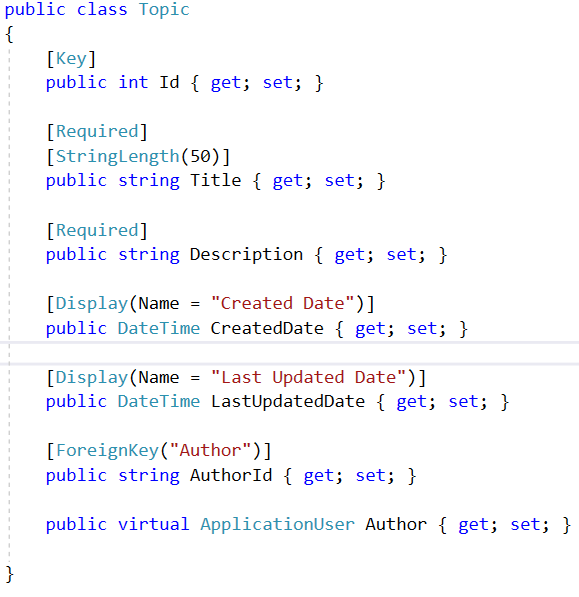 public class Topic
{
[Key]
public int Id { get; set; }
[Required]
[StringLength(50)]
public string Title { get; set; }
[Required]
public string Description { get; set; }
[Display(Name = "Created Date")]
public DateTime CreatedDate { get; set; }
[Display(Name = "Last Updated Date")]
public DateTime LastUpdatedDate { get; set; }
[ForeignKey("Author")]
public string AuthorId { get; set; }
public virtual ApplicationUser Author { get; set; }
}